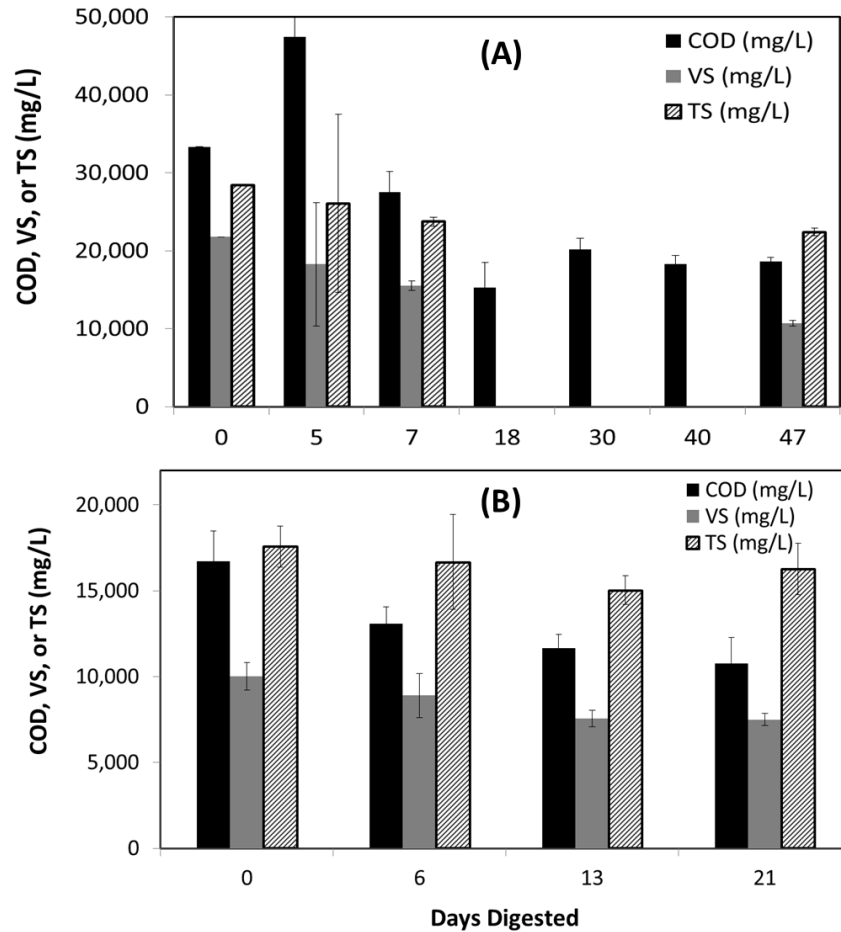 (A)
COD (mg/L)
VS (mg/L)
TS (mg/L)
COD, VS, or TS (mg/L)
50,000
40,000
30,000
20,000
10,000
0
0 5 7 18 30 40 47
(B)
COD (mg/L)
VS (mg/L)
TS (mg/L)
COD, VS, or TS (mg/L)
20,000
15,000
10,000
5,000
0
0 6 13 21
Days Digested